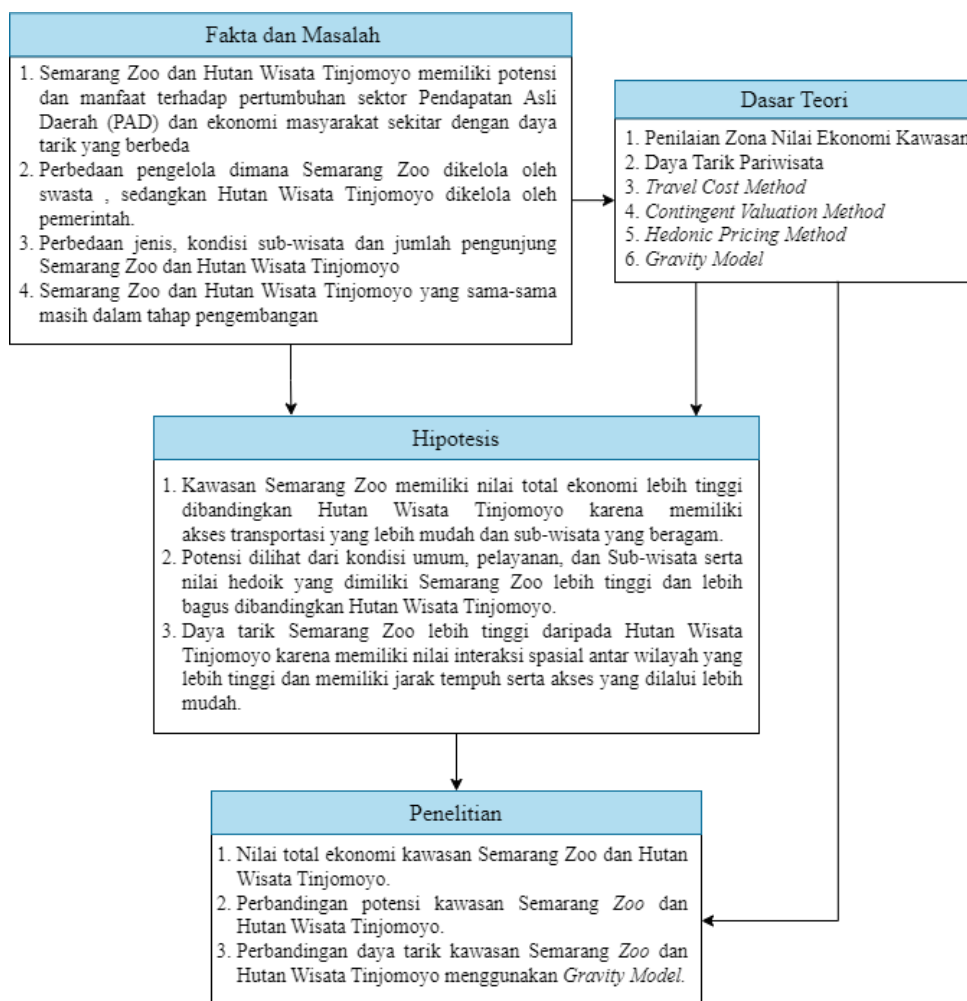 Fakta dan Masalah
1. Semarang Zoo dan Hutan Wisata Tinjomoyo memiliki potensi
dan manfaat terhadap pertumbuhan sektor Pendapatan Asli
Daerah (PAD) dan ekonomi masyarakat sekitar dengan daya
tarik yang berbeda
2. Perbedaan pengelola dimana Semarang Zoo dikelola oleh
swasta , sedangkan Hutan Wisata Tinjomoyo dikelola oleh
pemerintah.
3. Perbedaan jenis, kondisi sub-wisata dan jumlah pengunjung
Semarang Zoo dan Hutan Wisata Tinjomoyo
4. Semarang Zoo dan Hutan Wisata Tinjomoyo yang sama-sama
masih dalam tahap pengembangan
Dasar Teori
1. Penilaian Zona Nilai Ekonomi Kawasan
2. Daya Tarik Pariwisata
3. Travel Cost Method
4. Contingent Valuation Method
5. Hedonic Pricing Method
6. Gravity Model
Hipotesis
1. Kawasan Semarang Zoo memiliki nilai total ekonomi lebih tinggi
dibandingkan Hutan Wisata Tinjomoyo karena memiliki
akses transportasi yang lebih mudah dan sub-wisata yang beragam.
2. Potensi dilihat dari kondisi umum, pelayanan, dan Sub-wisata serta
nilai hedoik yang dimiliki Semarang Zoo lebih tinggi dan lebih
bagus dibandingkan Hutan Wisata Tinjomoyo.
3. Daya tarik Semarang Zoo lebih tinggi daripada Hutan Wisata
Tinjomoyo karena memiliki nilai interaksi spasial antar wilayah yang
lebih tinggi dan memiliki jarak tempuh serta akses yang dilalui lebih
mudah.
Penelitian
1. Nilai total ekonomi kawasan Semarang Zoo dan Hutan
Wisata Tinjomoyo.
2. Perbandingan potensi kawasan Semarang Zoo dan
Hutan Wisata Tinjomoyo.
3. Perbandingan daya tarik kawasan Semarang Zoo dan
Hutan Wisata Tinjomoyo menggunakan Gravity Model.